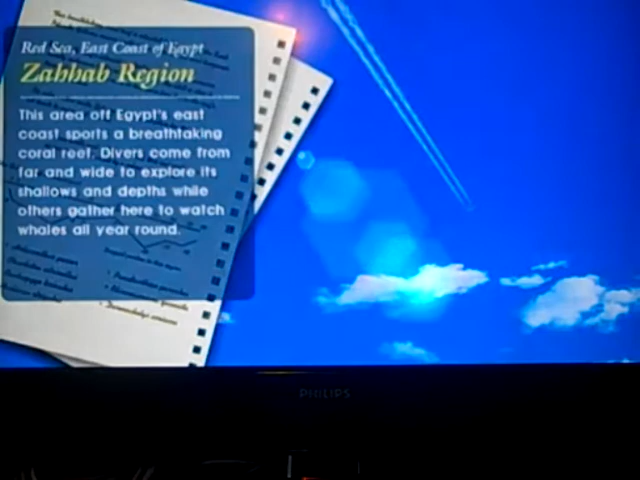 Red Sea, East Coast of Egypt
Zahhab Region
This area off Egypt's east
coast sports a breathtaking
coral reef. Divers come from
far and wide to explore its
shallows and depths while
others gather here to watch
whales all year round.
PHILIPS